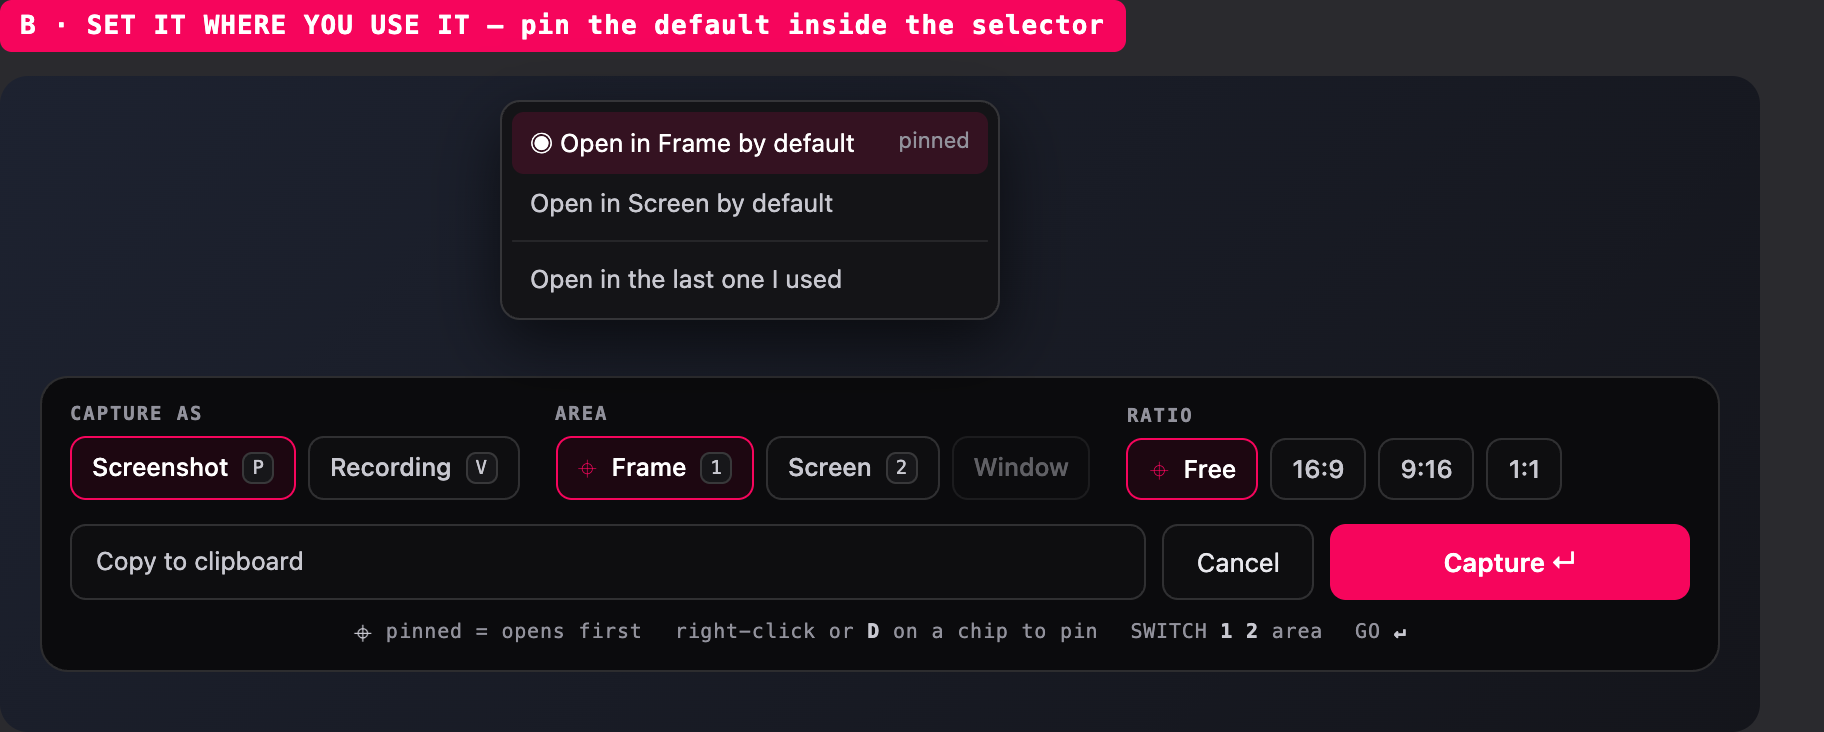 B · SET IT WHERE YOU USE IT — pin the default inside the selector
Open in Frame by default pinned
Open in Screen by default
Open in the last one I used
CAPTURE AS AREA RATIO
Screenshot P Recording V Frame 1 Screen 2 Window Free 16:9 9:16 1:1
Copy to clipboard Cancel Capture ↵
⌖ pinned = opens first right-click or D on a chip to pin SWITCH 1 2 area GO ↵